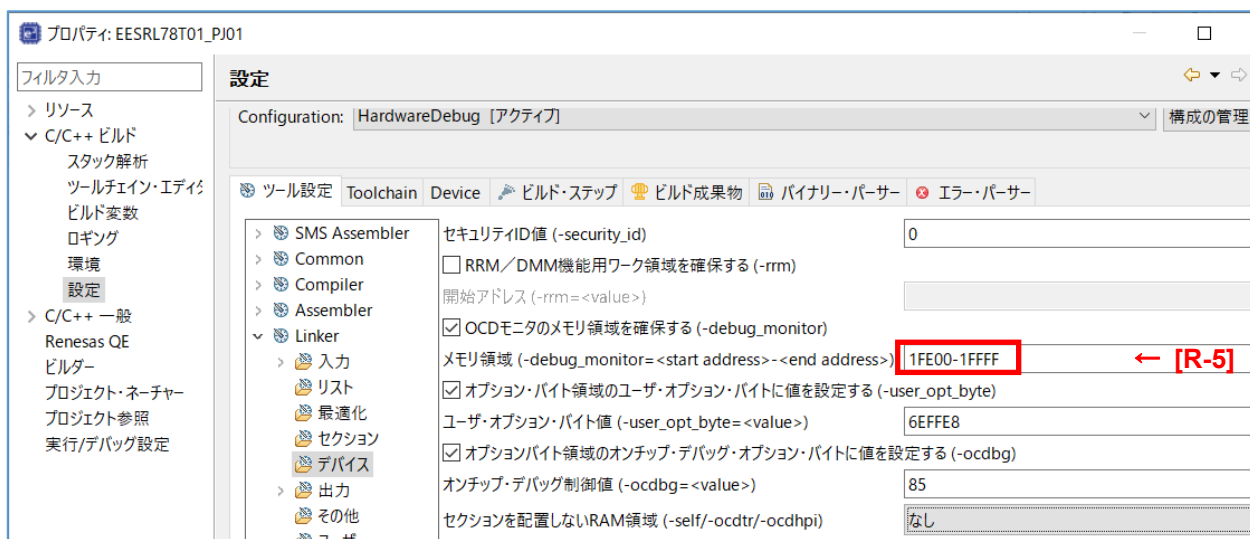 プロパティ: EESRL78T01_PJ01
フィルタ入力
リソース
C/C++ ビルド
スタック解析
ツールチェイン・エディタ
ビルド変数
ロギング
環境
設定
C/C++ 一般
Renesas QE
ビルダー
プロジェクト・ネーチャー
プロジェクト参照
実行/デバッグ設定
設定
Configuration: HardwareDebug [アクティブ] 構成の管理
ツール設定 Toolchain Device ビルド・ステップ ビルド成果物 バイナリー・パーサー エラー・パーサー
SMS Assembler
Common
Compiler
Assembler
Linker
入力
リスト
最適化
セクション
デバイス
出力
その他
セキュリティID値 (-security_id) 0
RRM/DMM機能用ワーク領域を確保する (-rrm)
開始アドレス (-rrm=<value>)
OCDモニタのメモリ領域を確保する (-debug_monitor)
メモリ領域 (-debug_monitor=<start address>-<end address>) 1FE00-1FFFF ← [R-5]
オプション・バイト領域のユーザ・オプション・バイトに値を設定する (-user_opt_byte)
ユーザ・オプション・バイト値 (-user_opt_byte=<value>) 6EFFE8
オプションバイト領域のオンチップ・デバッグ・オプション・バイトに値を設定する (-ocdbg)
オンチップ・デバッグ制御値 (-ocdbg=<value>) 85
セクションを配置しないRAM領域 (-self/-ocdtr/-ocdhpi) なし